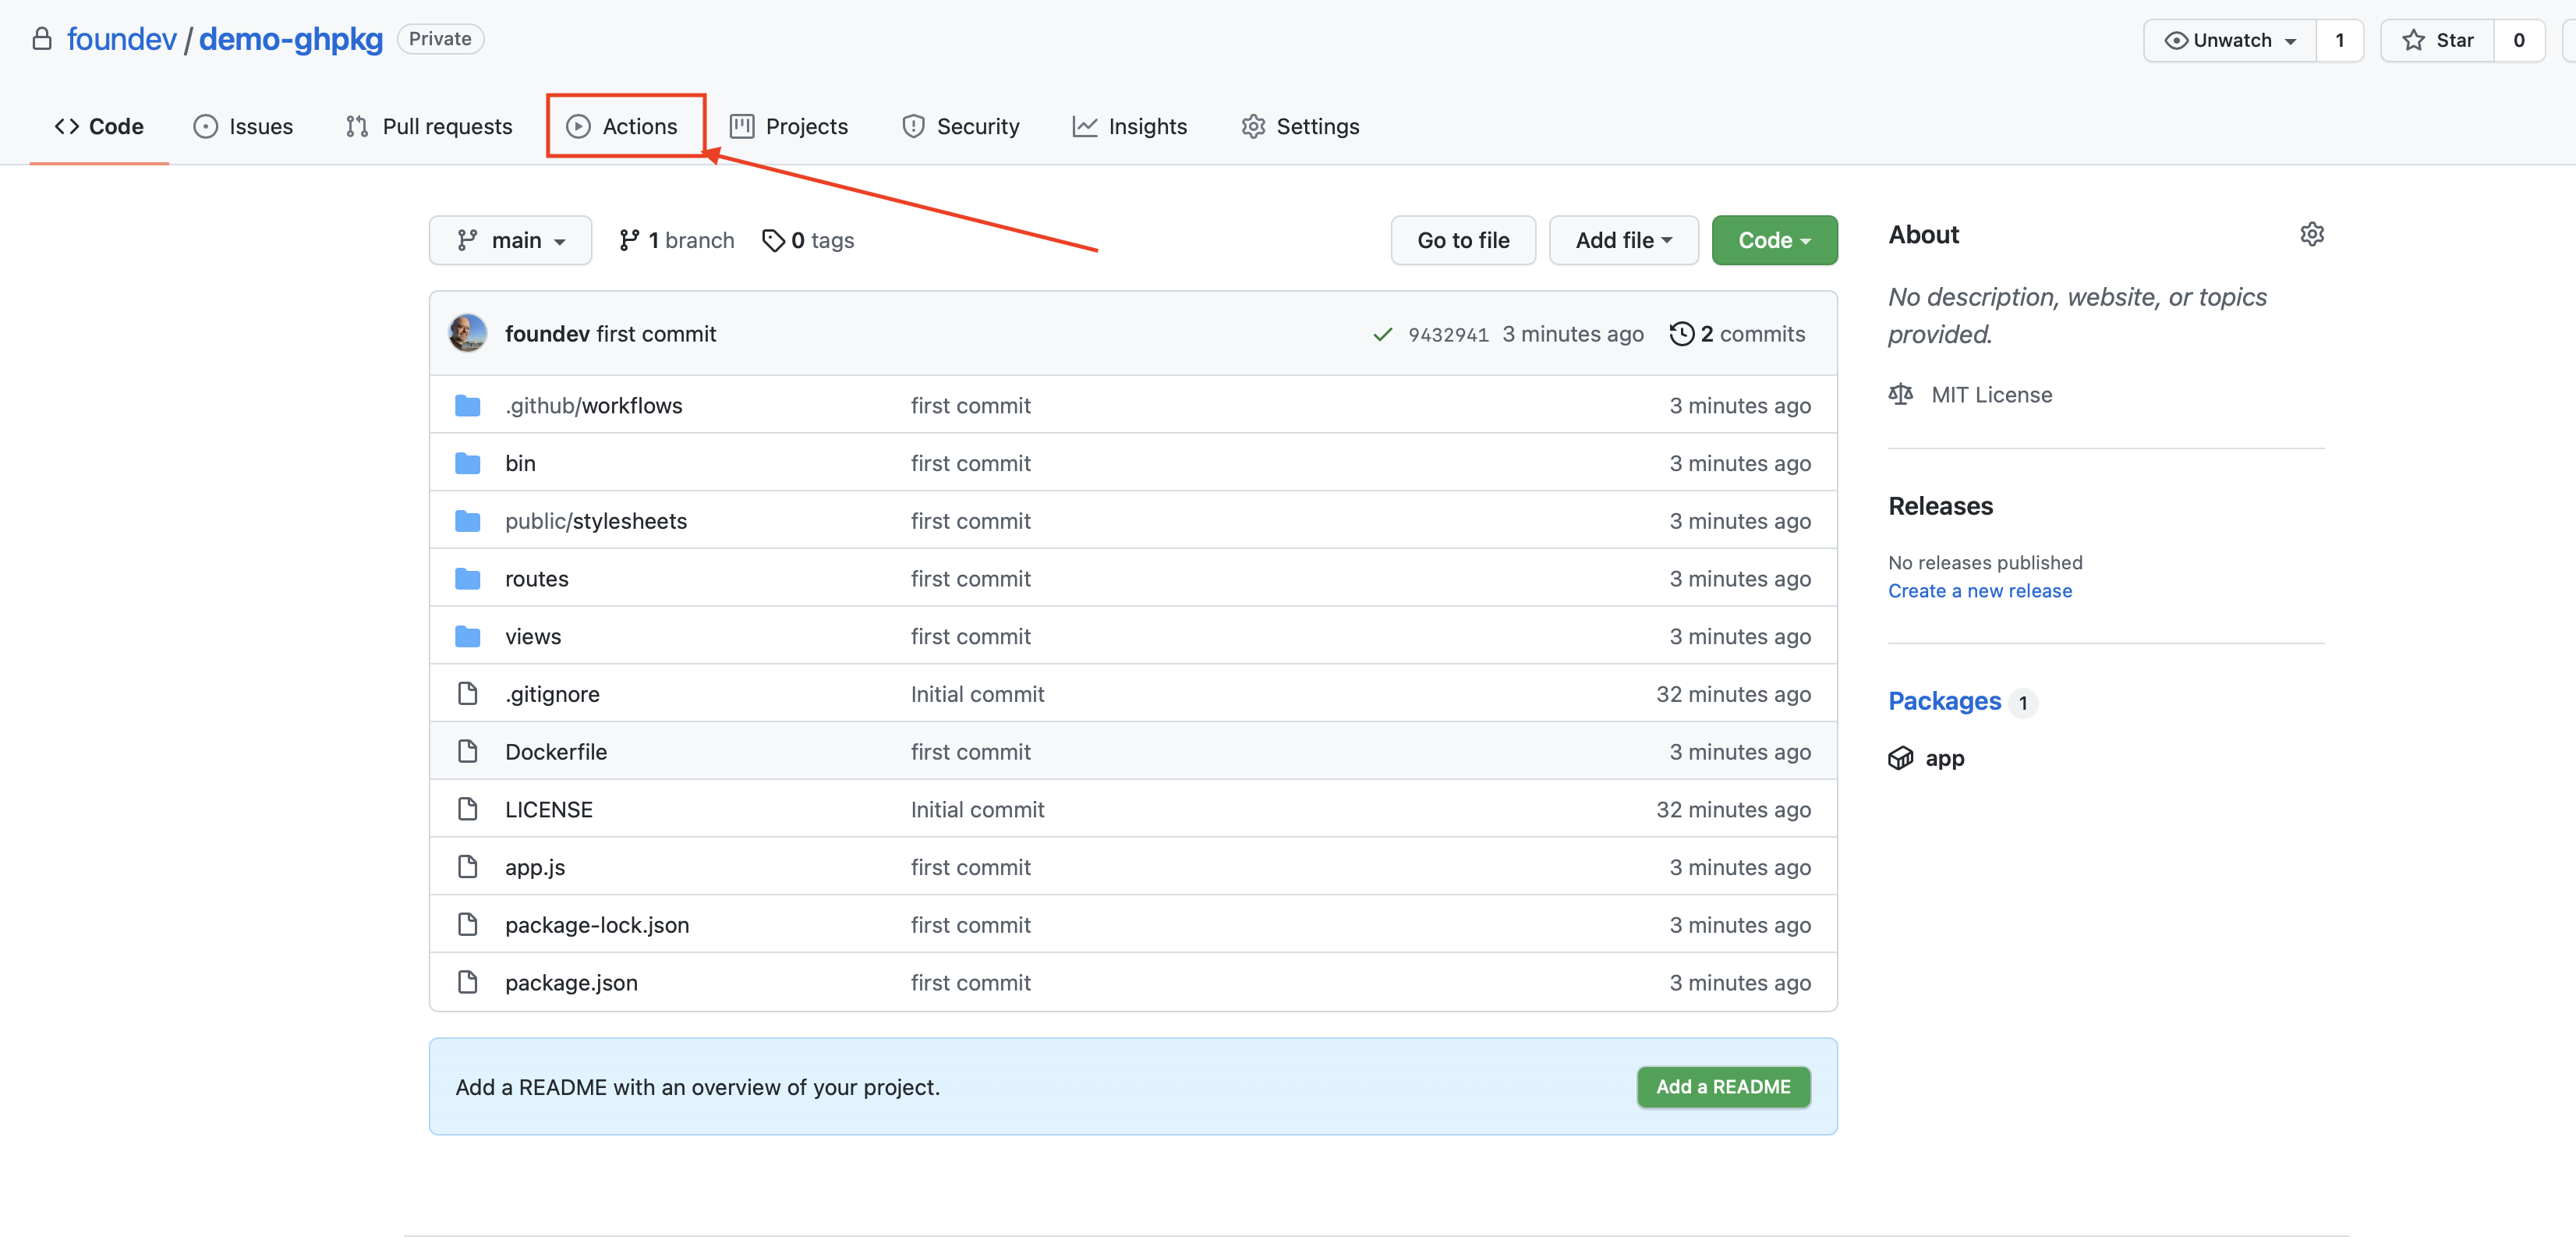 foundev / demo-ghpkg Private Unwatch 1 Star 0
Code Issues Pull requests Actions Projects Security Insights Settings
main 1 branch 0 tags Go to file Add file Code
foundev first commit 9432941 3 minutes ago 2 commits
.github/workflows first commit 3 minutes ago
bin first commit 3 minutes ago
public/stylesheets first commit 3 minutes ago
routes first commit 3 minutes ago
views first commit 3 minutes ago
.gitignore Initial commit 32 minutes ago
Dockerfile first commit 3 minutes ago
LICENSE Initial commit 32 minutes ago
app.js first commit 3 minutes ago
package-lock.json first commit 3 minutes ago
package.json first commit 3 minutes ago
Add a README with an overview of your project. Add a README
About
No description, website, or topics
provided.
MIT License
Releases
No releases published
Create a new release
Packages 1
app